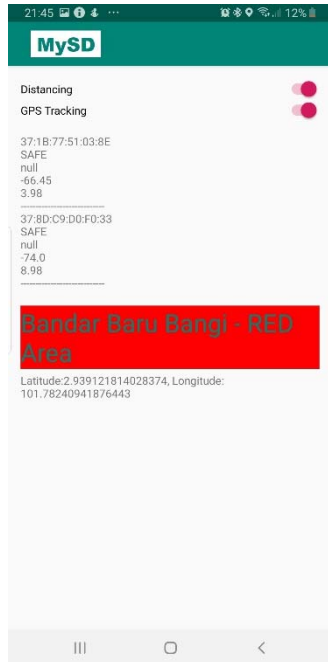 21:45 12%
MySD
Distancing
GPS Tracking
37:1B:77:51:03:8E
SAFE
null
-66.45
3.98
------------------------------
37:8D:C9:D0:F0:33
SAFE
null
-74.0
8.98
------------------------------
Bandar Baru Bangi - RED
Area
Latitude:2.939121814028374, Longitude:
101.78240941876443